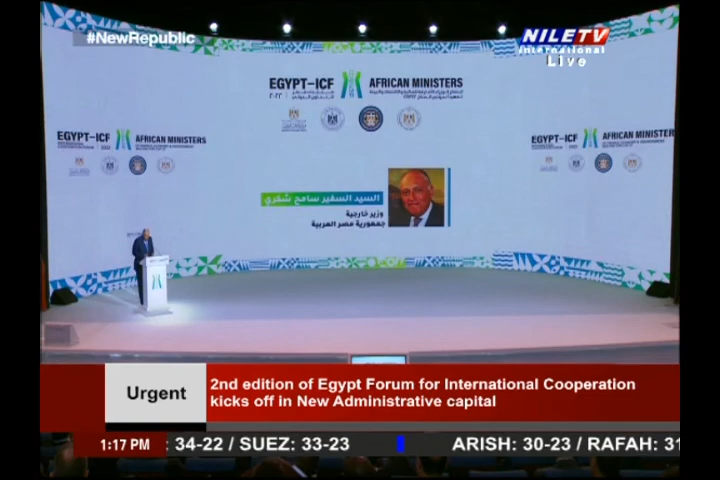 #NewRepublic
NILETV
International
Live
EGYPT-ICF
٢٠٢٢
AFRICAN MINISTERS
EGYPT-ICF
AFRICAN MINISTERS
EGYPT-ICF
AFRICAN MINISTERS
السيد السفير سامح شكري
وزير خارجية
جمهورية مصر العربية
Urgent
2nd edition of Egypt Forum for International Cooperation
kicks off in New Administrative capital
1:17 PM
: 34-22 / SUEZ: 33-23
ARISH: 30-23 / RAFAH: 31